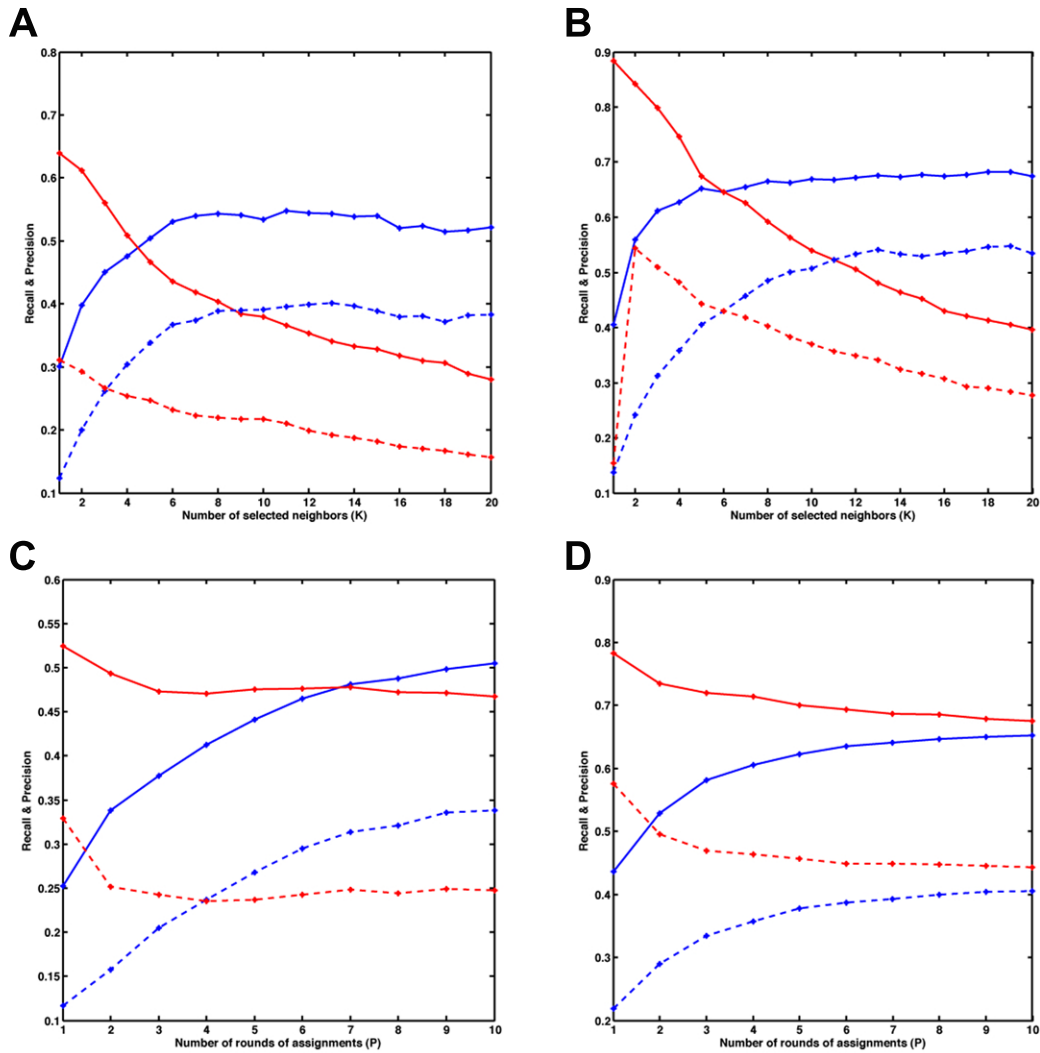 A
0.8
0.7
0.6
0.5
0.4
0.3
0.2
0.1
Recall & Precision
2 4 6 8 10 12 14 16 18 20
Number of selected neighbors (K)
B
0.9
0.8
0.7
0.6
0.5
0.4
0.3
0.2
0.1
Recall & Precision
2 4 6 8 10 12 14 16 18 20
Number of selected neighbors (K)
C
0.6
0.55
0.5
0.45
0.4
0.35
0.3
0.25
0.2
0.15
0.1
Recall & Precision
1 2 3 4 5 6 7 8 9 10
Number of rounds of assignments (P)
D
0.9
0.8
0.7
0.6
0.5
0.4
0.3
0.2
Recall & Precision
1 2 3 4 5 6 7 8 9 10
Number of rounds of assignments (P)